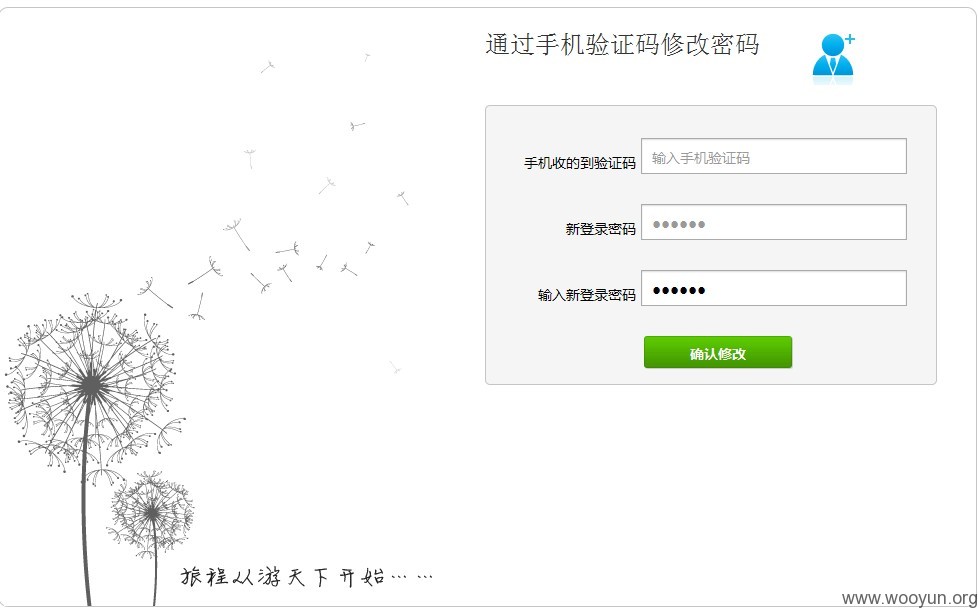 通过手机验证码修改密码
手机收的到验证码 输入手机验证码
新登录密码 ●●●●●●
输入新登录密码 ●●●●●●
确认修改
旅程从游天下开始……
www.wooyun.org